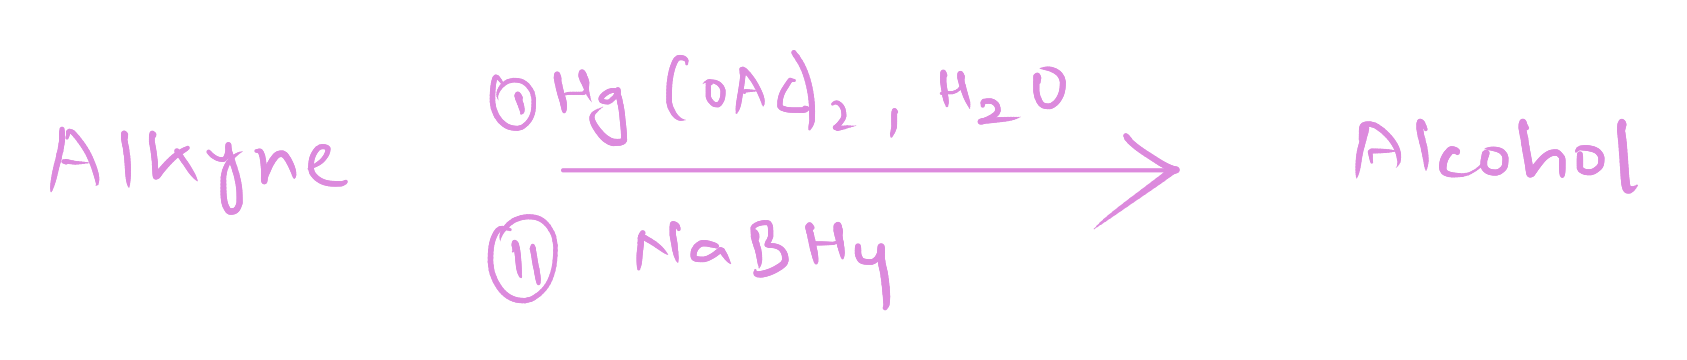 ① Hg(OAC)₂, H₂O
Alkyne ⟶ Alcohol
⑪ NaBH₄